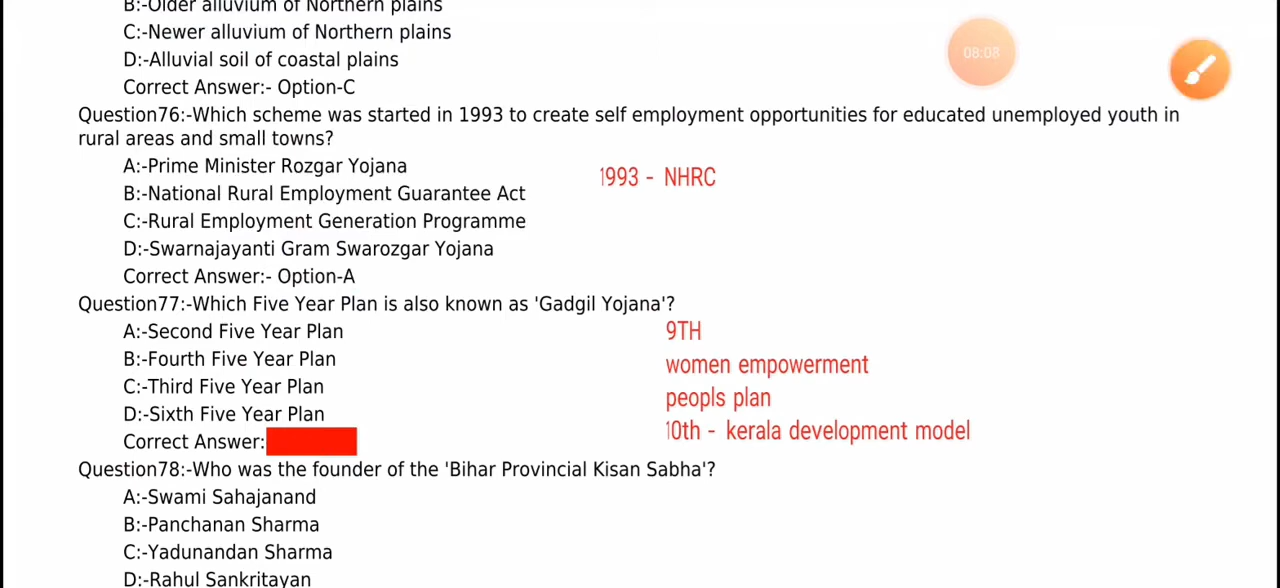 B:-Older alluvium of Northern plains
C:-Newer alluvium of Northern plains
D:-Alluvial soil of coastal plains
08:08
Correct Answer:- Option-C
Question76:-Which scheme was started in 1993 to create self employment opportunities for educated unemployed youth in
rural areas and small towns?
A:-Prime Minister Rozgar Yojana
1993 - NHRC
B:-National Rural Employment Guarantee Act
C:-Rural Employment Generation Programme
D:-Swarnajayanti Gram Swarozgar Yojana
Correct Answer:- Option-A
Question77:-Which Five Year Plan is also known as 'Gadgil Yojana'?
A:-Second Five Year Plan
9TH
B:-Fourth Five Year Plan
women empowerment
C:-Third Five Year Plan
peopls plan
D:-Sixth Five Year Plan
10th - kerala development model
Correct Answer:
Question78:-Who was the founder of the 'Bihar Provincial Kisan Sabha'?
A:-Swami Sahajanand
B:-Panchanan Sharma
C:-Yadunandan Sharma
D:-Rahul Sankritayan